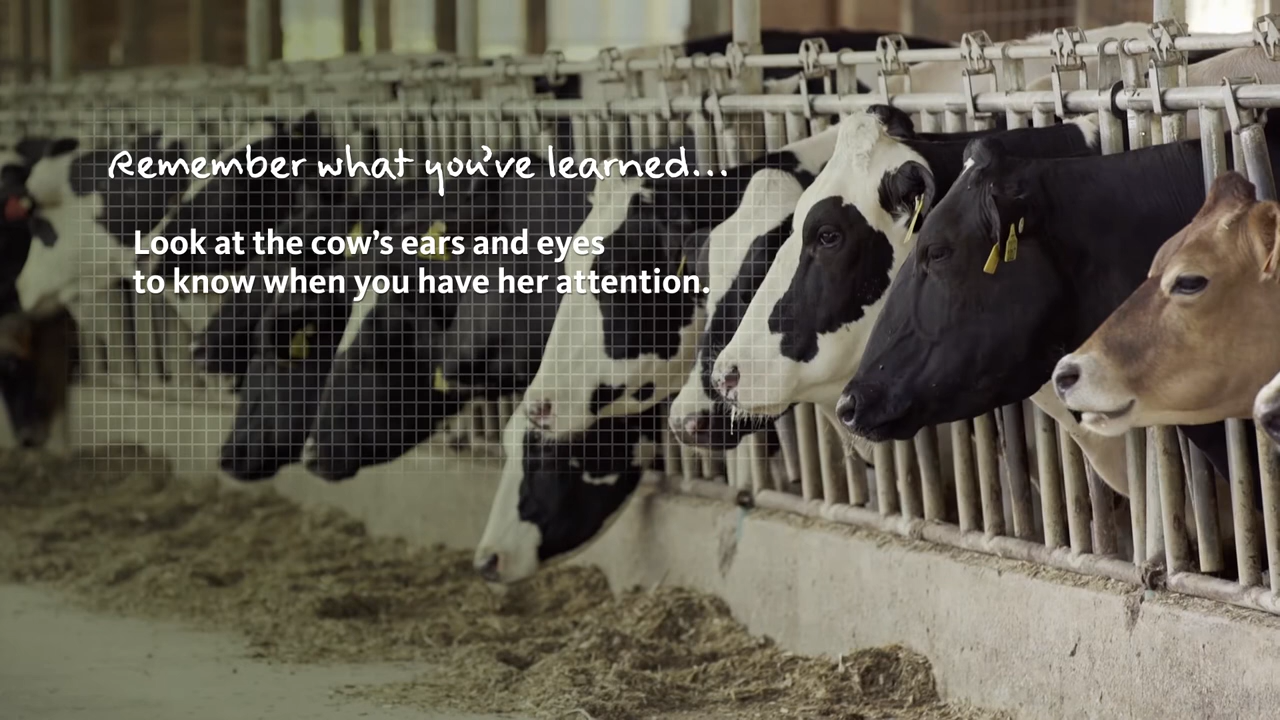 Remember what you've learned...
Look at the cow's ears and eyes
to know when you have her attention.